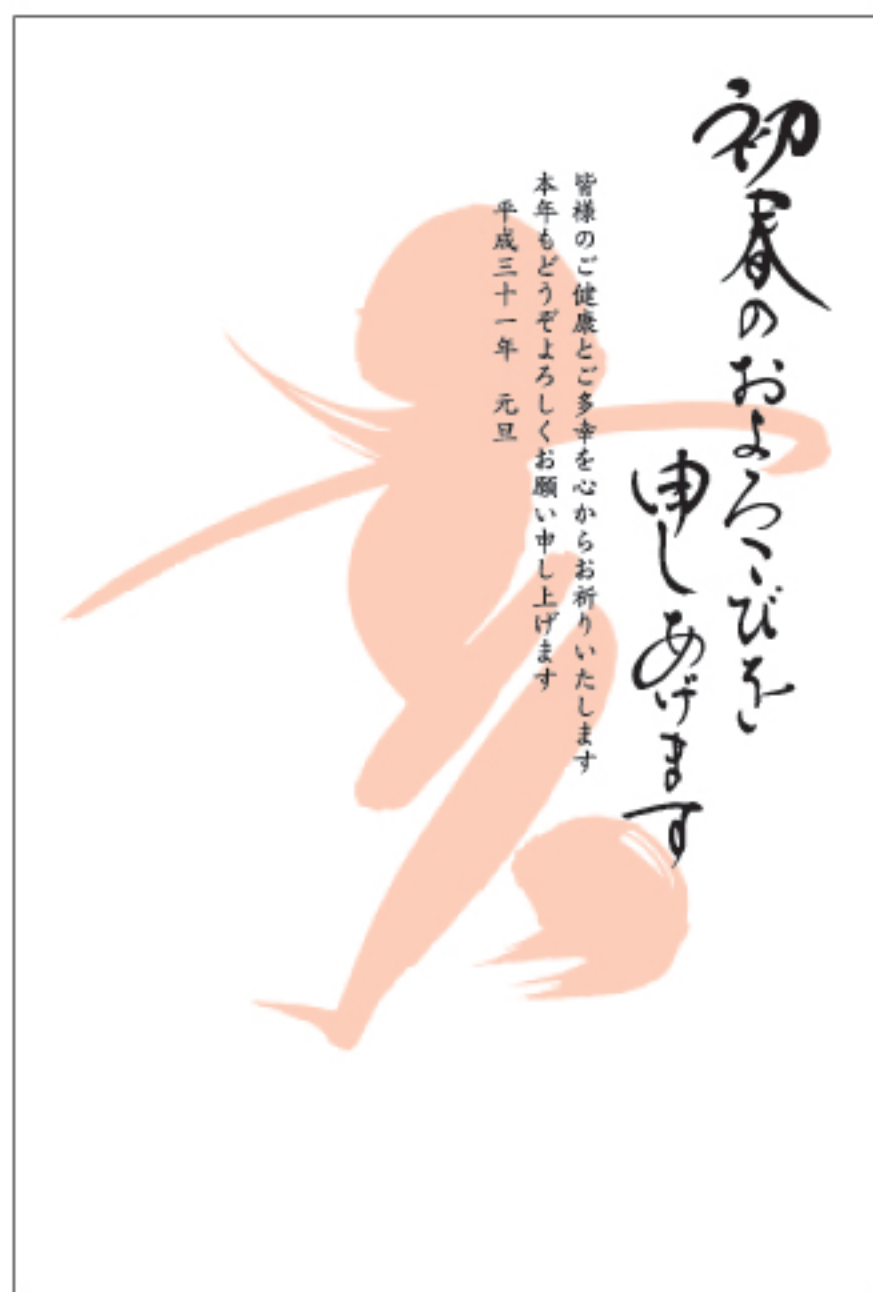 初春のおよろこびを
申しあげます
皆様のご健康とご多幸を心からお祈りいたします
本年もどうぞよろしくお願い申し上げます
平成三十一年　元旦